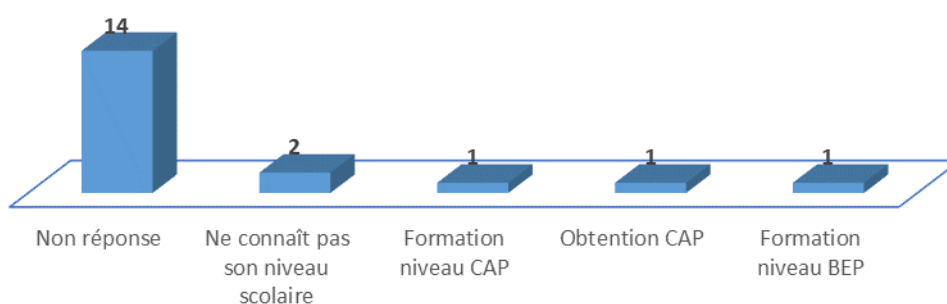 14
2
1
1
1
Non réponse
Ne connaît pas
son niveau
scolaire
Formation
niveau CAP
Obtention CAP
Formation
niveau BEP